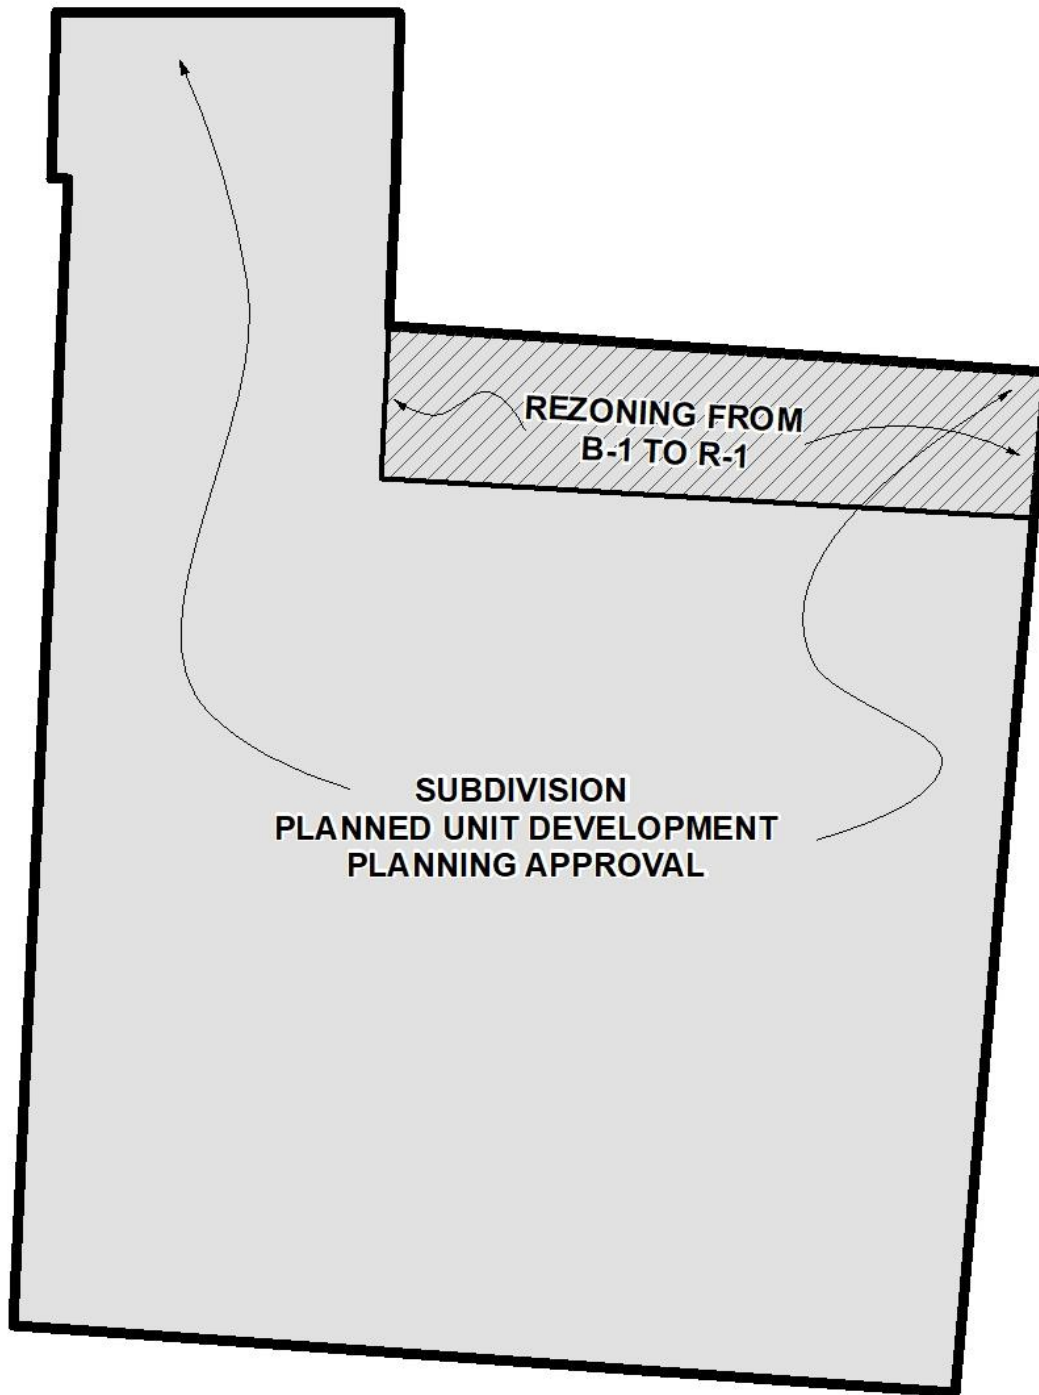 REZONING FROM
B-1 TO R-1
SUBDIVISION
PLANNED UNIT DEVELOPMENT
PLANNING APPROVAL